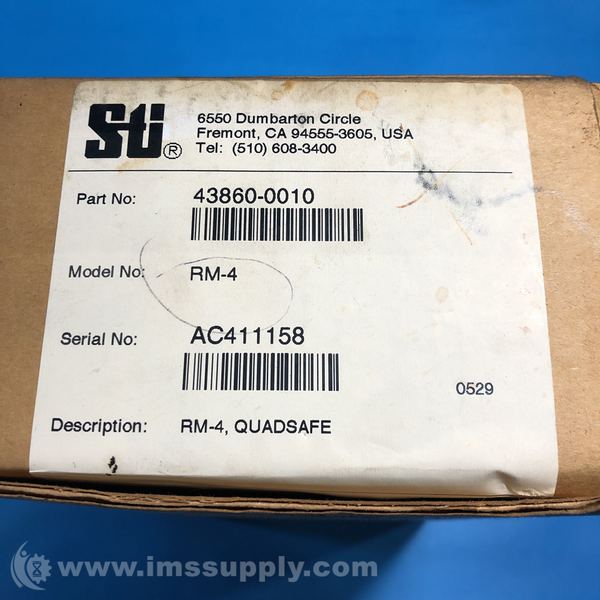 Sti®
6550 Dumbarton Circle
Fremont, CA 94555-3605, USA
Tel: (510) 608-3400
Part No: 43860-0010
Model No: RM-4
Serial No: AC411158
0529
Description: RM-4, QUADSAFE
www.imssupply.com